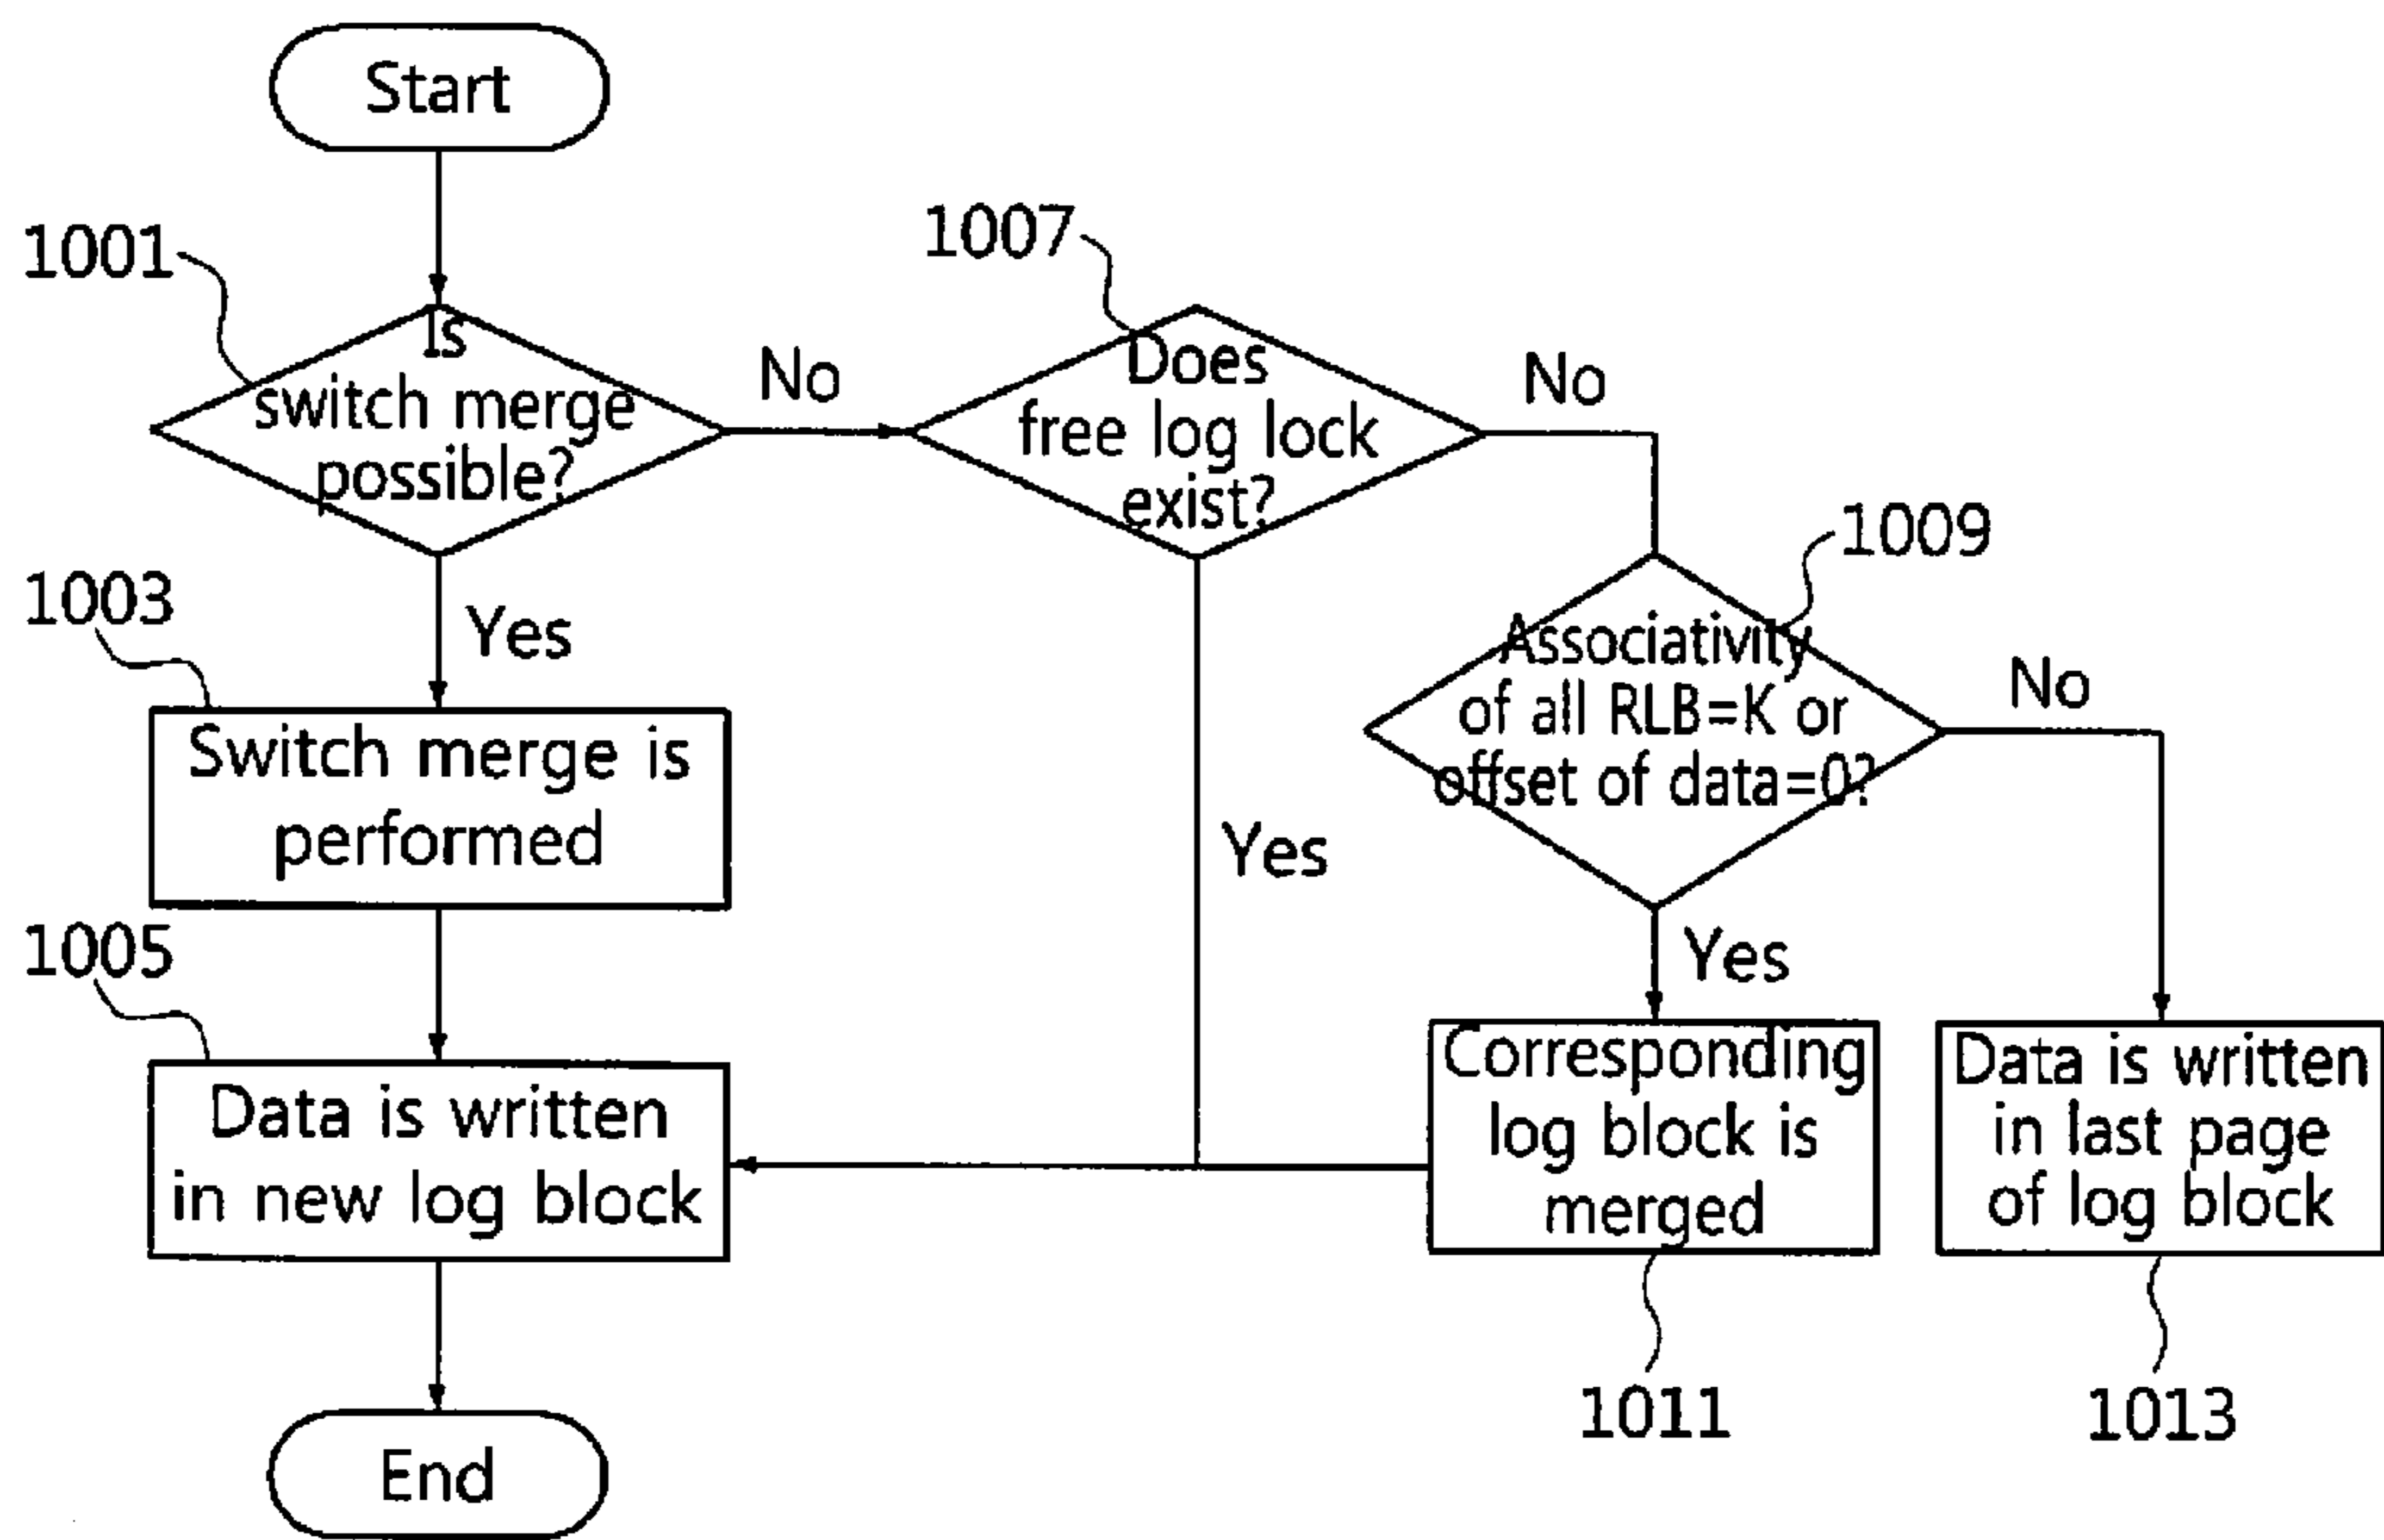 Start
1001
Is
switch merge
possible?
No
1007
Does
free log lock
exist?
No
1009
Associativity
of all RLB=K or
offset of data=0?
No
Yes
1003
Switch merge is
performed
Yes
Yes
1005
Data is written
in new log block
Corresponding
log block is
merged
1011
Data is written
in last page
of log block
1013
End